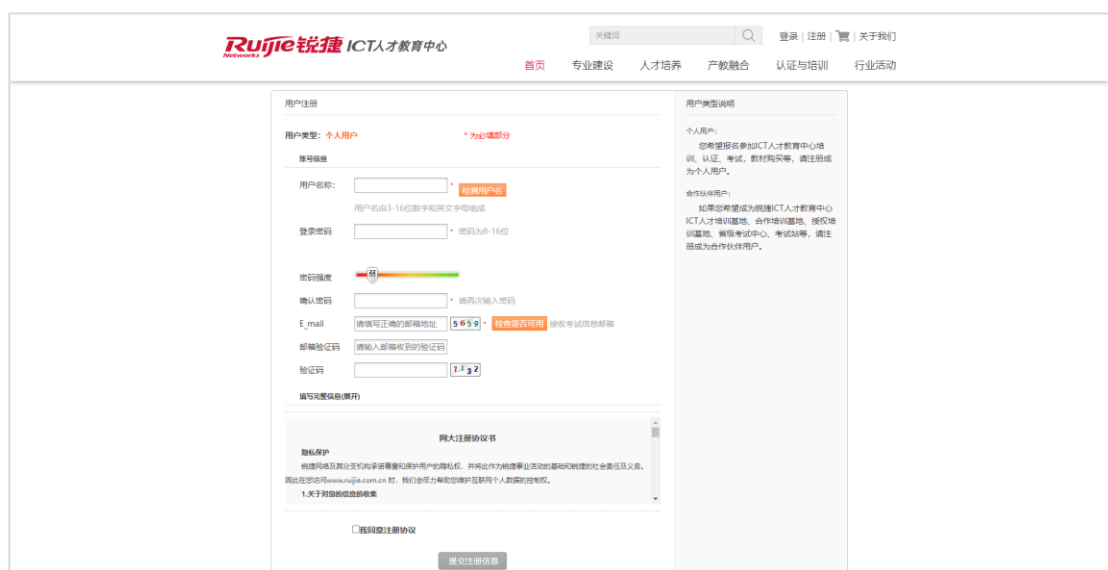 Ruijie锐捷 Networks ICT人才教育中心
关键词
登录 | 注册 | 关于我们
首页 专业建设 人才培养 产教融合 认证与培训 行业活动
用户注册
用户类型: 个人用户 * 为必填部分
账号信息
用户名称: * 检测用户名
用户名由3-16位数字和英文字母组成
登录密码 * 密码为8-16位
密码强度
确认密码 * 请再次输入密码
E_mail 请填写正确的邮箱地址 5659 * 检查是否可用 接收考试信息邮箱
邮箱验证码 请输入邮箱收到的验证码
验证码 7132
填写完整信息(展开)
网大注册协议书
隐私保护
锐捷网络及其分支机构承诺尊重和保护用户的隐私权，并将此作为锐捷事业活动的基础和锐捷的社会责任及义务。
因此在您访问www.ruijie.com.cn 时，我们会尽力帮助您维护互联网个人数据的控制权。
1.关于对您的信息的收集
我同意注册协议
提交注册信息
用户类型说明
个人用户:
您希望报名参加ICT人才教育中心培
训、认证、考试，教材购买等，请注册成
为个人用户。
合作伙伴用户:
如果您希望成为锐捷ICT人才教育中心
ICT人才培训基地、合作培训基地、授权培
训基地、省级考试中心、考试站等，请注
册成为合作伙伴用户。